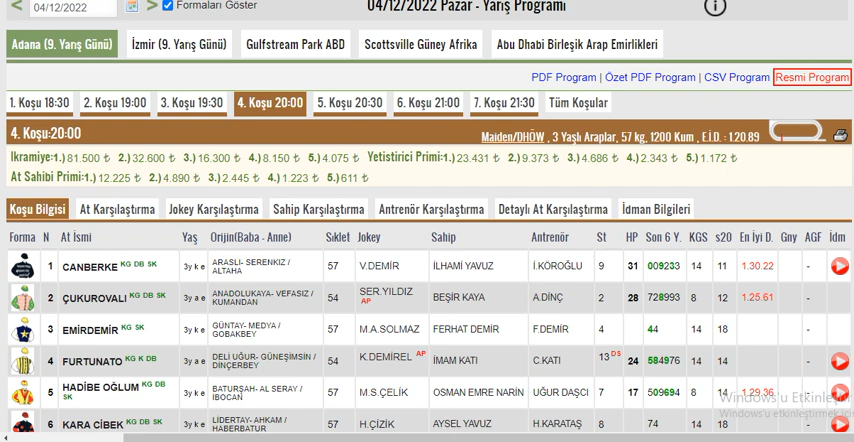 04/12/2022 Formaları Göster 04/12/2022 Pazar - Yarış Programı
Adana (9. Yarış Günü) İzmir (9. Yarış Günü) Gulfstream Park ABD Scottsville Güney Afrika Abu Dhabi Birleşik Arap Emirlikleri
PDF Program | Özet PDF Program | CSV Program Resmi Program
1. Koşu 18:30 2. Koşu 19:00 3. Koşu 19:30 4. Koşu 20:00 5. Koşu 20:30 6. Koşu 21:00 7. Koşu 21:30 Tüm Koşular
4. Koşu:20:00 Maiden/DHÖW , 3 Yaşlı Araplar, 57 kg, 1200 Kum , E.İ.D. : 1.20.89
Ikramiye:1.) 81.500 ₺ 2.) 32.600 ₺ 3.) 16.300 ₺ 4.) 8.150 ₺ 5.) 4.075 ₺ Yetistirici Primi:1.) 23.431 ₺ 2.) 9.373 ₺ 3.) 4.686 ₺ 4.) 2.343 ₺ 5.) 1.172 ₺
At Sahibi Primi:1.) 12.225 ₺ 2.) 4.890 ₺ 3.) 2.445 ₺ 4.) 1.223 ₺ 5.) 611 ₺
Koşu Bilgisi At Karşılaştırma Jokey Karşılaştırma Sahip Karşılaştırma Antrenör Karşılaştırma Detaylı At Karşılaştırma İdman Bilgileri
Forma N At İsmi Yaş Orijin(Baba - Anne) Sıklet Jokey Sahip Antrenör St HP Son 6 Y. KGS s20 En İyi D. Gny AGF İdm
1 CANBERKE KG DB SK 3y k e ARASLI- SERENKIZ / ALTAHA 57 V.DEMİR İLHAMİ YAVUZ İ.KÖROĞLU 9 31 009233 14 11 1.30.22 -
2 ÇUKUROVALI KG DB SK 3y a e ANADOLUKA- VEFASIZ / KUMANDAN 54 SER.YILDIZ AP BEŞİR KAYA A.DİNÇ 2 28 728993 8 12 1.25.61 -
3 EMİRDEMİR KG SK 3y k e GÜNTAY- MEDYA / GOBAKBEY 57 M.A.SOLMAZ FERHAT DEMİR F.DEMİR 4 44 14 18 -
4 FURTUNATO KG K DB 3y a e DELİ UĞUR- GÜNEŞİMSİN / DİNÇERBEY 54 K.DEMİREL AP İMAM KATI C.KATI 13 DS 24 584976 14 14 -
5 HADİBE OĞLUM KG DB SK 3y k e BATURŞAH- AL SERAY / IBOCAN 57 M.S.ÇELİK OSMAN EMRE NARİN UĞUR DAŞCI 7 17 509694 8 14 1.29.36 -
6 KARA CİBEK KG DB SK 3y k e LİDERTAY- AHKAM / HABERBATUR 57 H.ÇİZİK AYSEL YAVUZ H.KARATAŞ 8 74 14 18 -
Windows'u Etkinleştir
Windows'u etkinleştirmek için